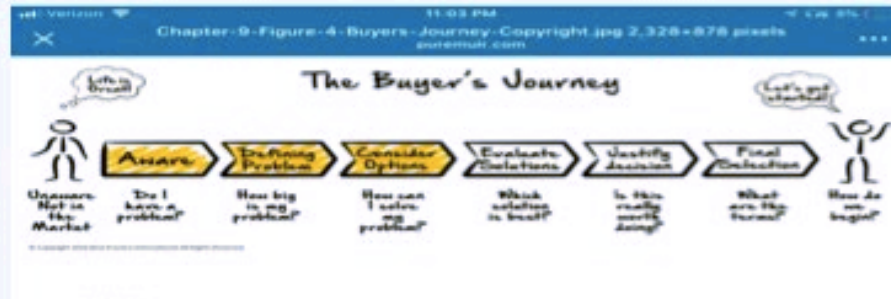 Verizon
11:03 PM
Chapter-9-Figure-4-Buyers-Journey-Copyright.jpg 2,328×878 pixels
puremuir.com
The Buyer's Journey
Life is Great!
Let's get started!
Aware
Defining Problem
Consider Options
Evaluate Solutions
Justify decision
Final Selection
Unaware
Not in
the
Market
Do I
have a
problem?
How big
is my
problem?
How can
I solve
my
problem?
Which
solution
is best?
Is this
really
worth
doing?
What
are the
terms?
How do
we
begin?